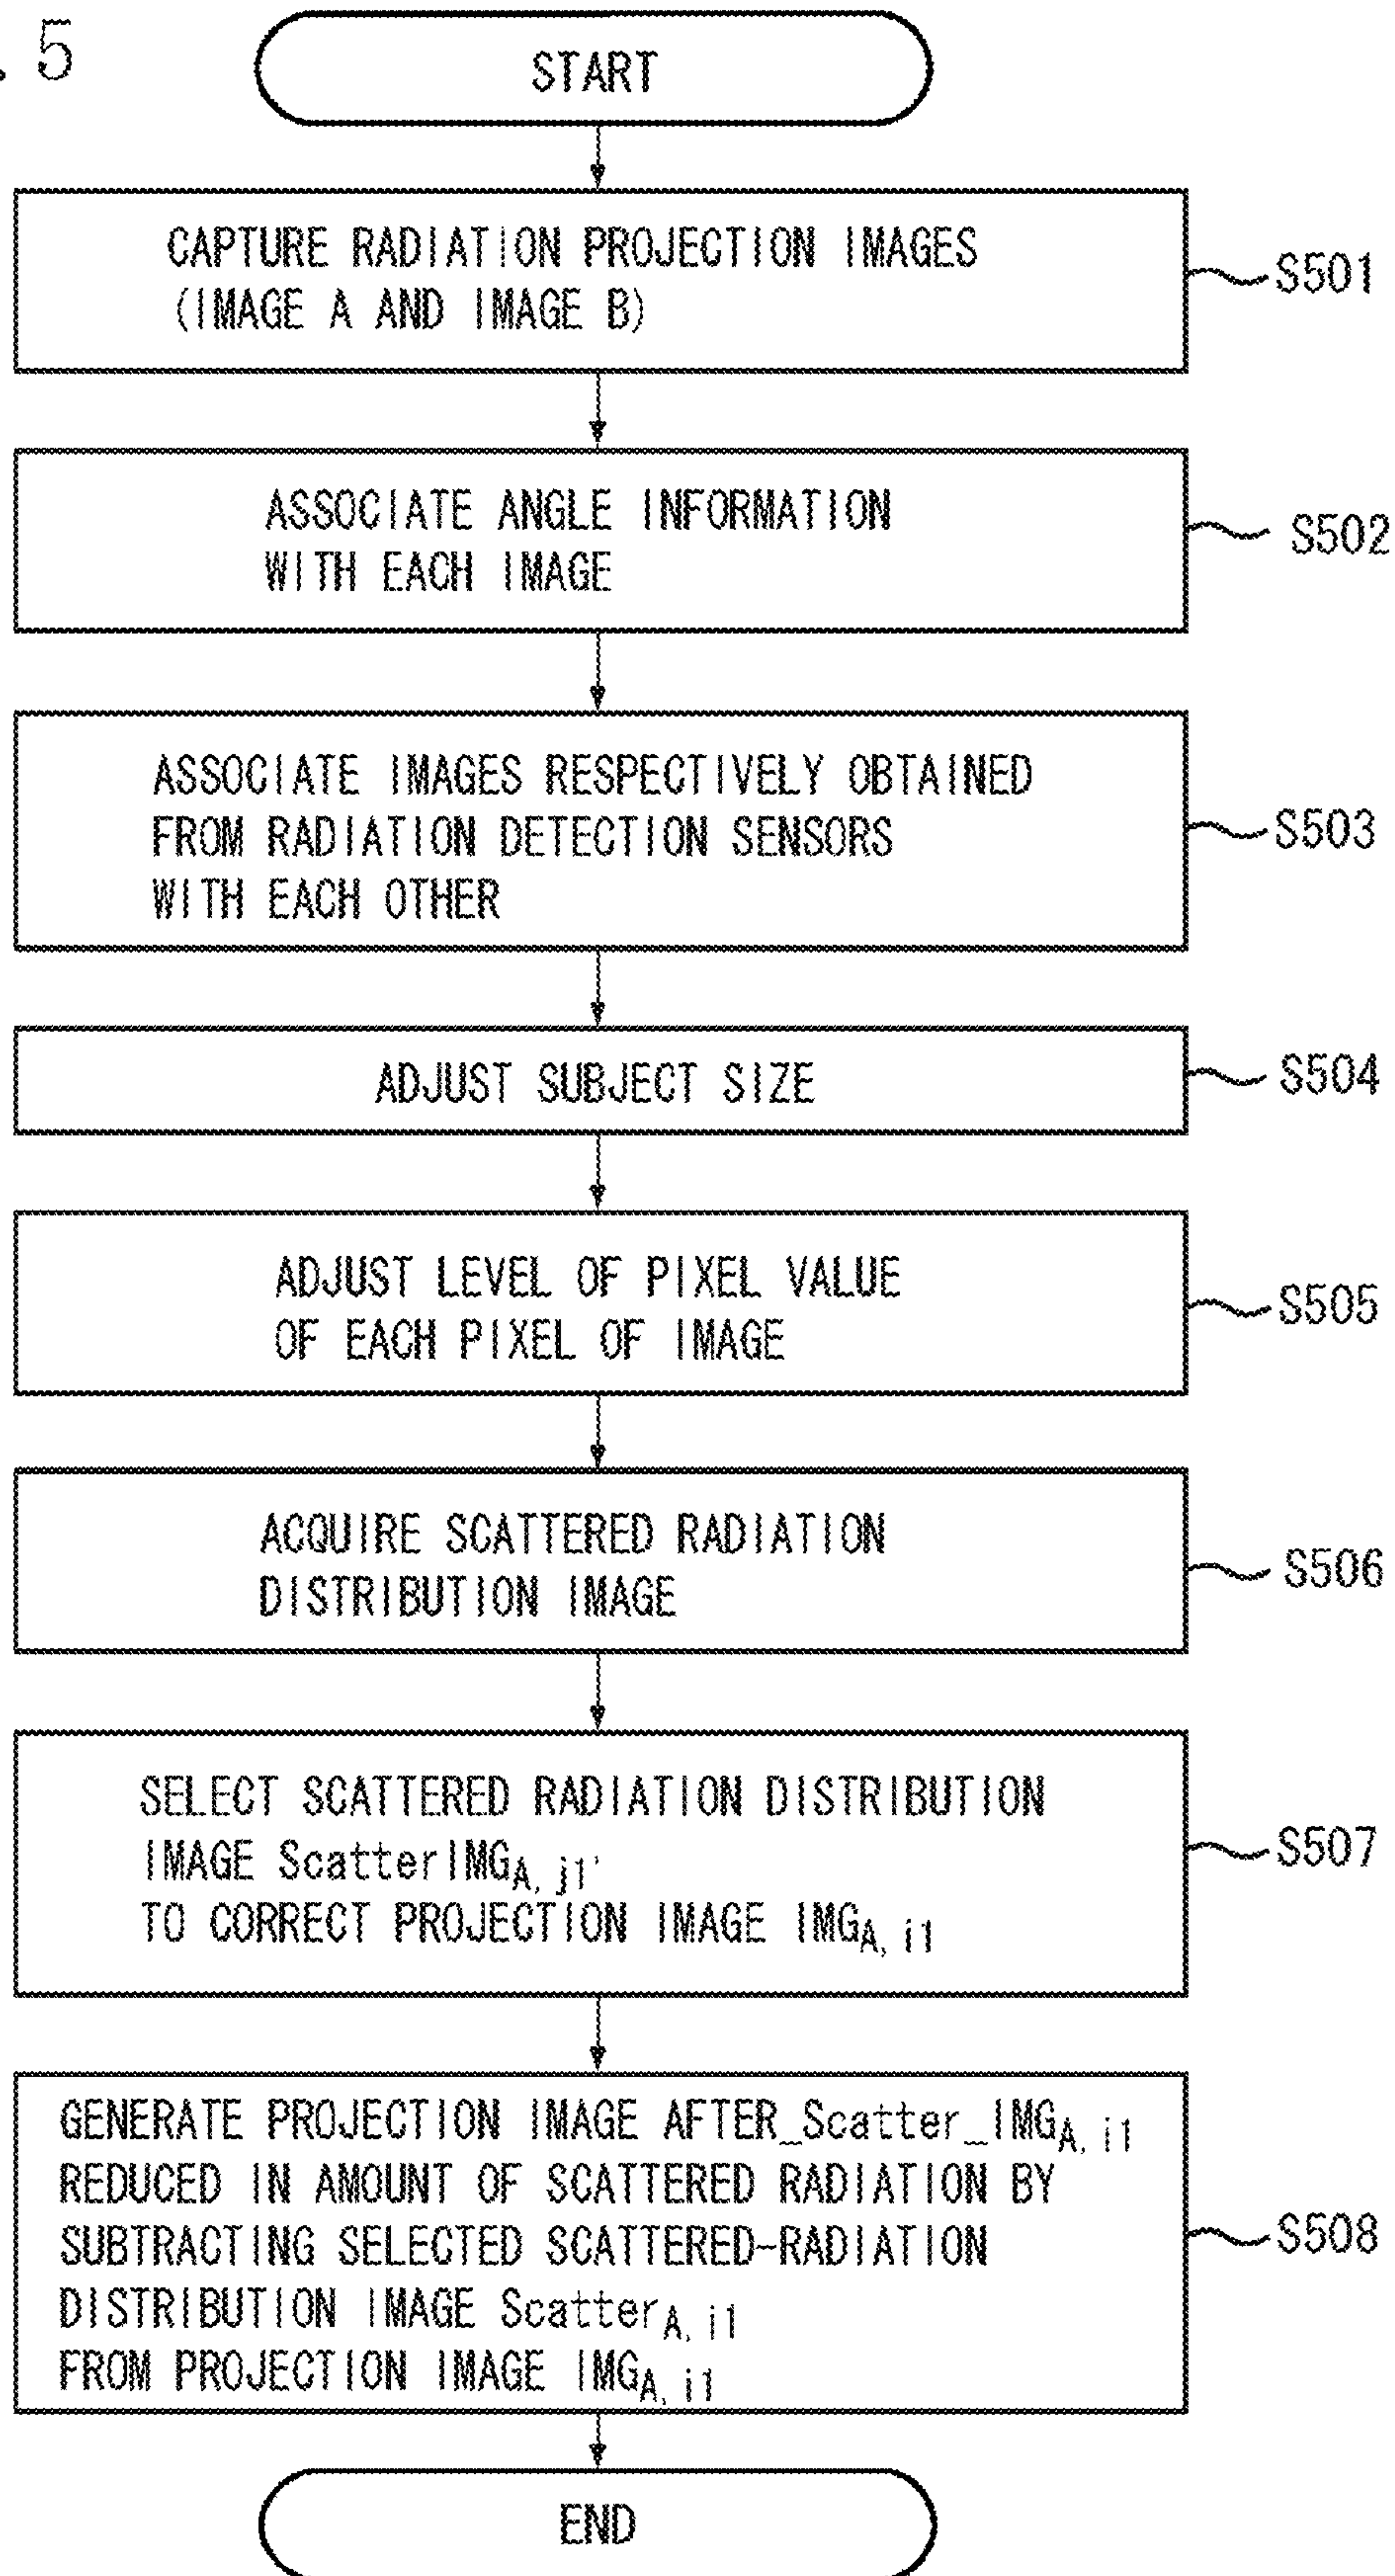 . 5
START
CAPTURE RADIATION PROJECTION IMAGES
(IMAGE A AND IMAGE B)
S501
ASSOCIATE ANGLE INFORMATION
WITH EACH IMAGE
S502
ASSOCIATE IMAGES RESPECTIVELY OBTAINED
FROM RADIATION DETECTION SENSORS
WITH EACH OTHER
S503
ADJUST SUBJECT SIZE
S504
ADJUST LEVEL OF PIXEL VALUE
OF EACH PIXEL OF IMAGE
S505
ACQUIRE SCATTERED RADIATION
DISTRIBUTION IMAGE
S506
SELECT SCATTERED RADIATION DISTRIBUTION
IMAGE ScatterIMGA, j1'
TO CORRECT PROJECTION IMAGE IMGA, i1
S507
GENERATE PROJECTION IMAGE AFTER_Scatter_IMGA, i1
REDUCED IN AMOUNT OF SCATTERED RADIATION BY
SUBTRACTING SELECTED SCATTERED-RADIATION
DISTRIBUTION IMAGE ScatterA, i1
FROM PROJECTION IMAGE IMGA, i1
S508
END